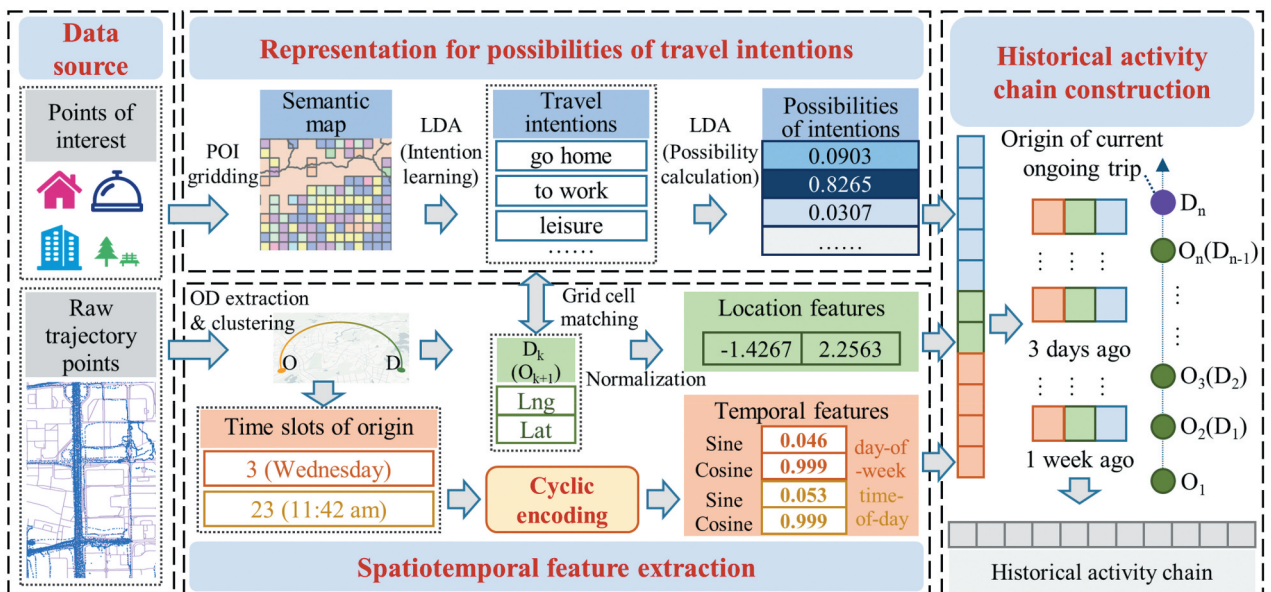 Data
source
Points of
interest
Raw
trajectory
points
Representation for possibilities of travel intentions
POI
gridding
Semantic
map
LDA
(Intention
learning)
Travel
intentions
go home
to work
leisure
......
LDA
(Possibility
calculation)
Possibilities
of intentions
0.0903
0.8265
0.0307
......
OD extraction
& clustering
O
D
Grid cell
matching
Dk
(Ok+1)
Lng
Lat
Normalization
Location features
-1.4267 2.2563
Time slots of origin
3 (Wednesday)
23 (11:42 am)
Cyclic
encoding
Temporal features
Sine 0.046
Cosine 0.999
day-of
-week
Sine 0.053
Cosine 0.999
time-
of-day
Spatiotemporal feature extraction
Historical activity
chain construction
Origin of current
ongoing trip
Dn
On(Dn-1)
3 days ago
O3(D2)
O2(D1)
1 week ago
O1
Historical activity chain